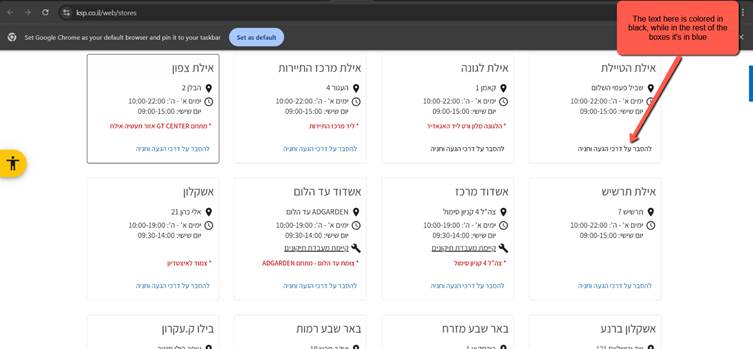 ksp.co.il/web/stores
Set Google Chrome as your default browser and pin it to your taskbar
Set as default
The text here is colored in
black, while in the rest of the
boxes it's in blue
אילת הטיילת
שביל פעמי השלום
ימים א' - ה': 10:00-22:00
יום שישי: 09:00-15:00
להסבר על דרכי הגעה וחניה
אילת לגונה
קאמן 1
ימים א' - ה': 10:00-22:00
יום שישי: 09:00-15:00
* הלגונה מלון ורט ליד האגאדיר
להסבר על דרכי הגעה וחניה
אילת מרכז התיירות
העגור 4
ימים א' - ה': 10:00-22:00
יום שישי: 09:00-15:00
* ליד מרכז התיירות
להסבר על דרכי הגעה וחניה
אילת צפון
הבלן 2
ימים א' - ה': 10:00-22:00
יום שישי: 09:00-15:00
* מתחם GT CENTER אזור תעשיה אילת
להסבר על דרכי הגעה וחניה
אילת תרשיש
תרשיש 7
ימים א' - ה': 10:00-22:00
יום שישי: 09:00-15:00
להסבר על דרכי הגעה וחניה
אשדוד מרכז
צה"ל 4 קניון סימול
ימים א' - ה': 10:00-19:00
יום שישי: 09:30-14:00
קיימת מעבדת תיקונים
* צה"ל 4 קניון סימול
להסבר על דרכי הגעה וחניה
אשדוד עד הלום
ADGARDEN עד הלום
ימים א' - ה': 10:00-19:00
יום שישי: 09:30-14:00
קיימת מעבדת תיקונים
* צומת עד הלום - מתחם ADGARDEN
להסבר על דרכי הגעה וחניה
אשקלון
אלי כהן 21
ימים א' - ה': 10:00-19:00
יום שישי: 09:30-14:00
* צמוד לאיצטדיון
להסבר על דרכי הגעה וחניה
אשקלון ברנע
באר שבע מזרח
באר שבע רמות
בילו ק.עקרון